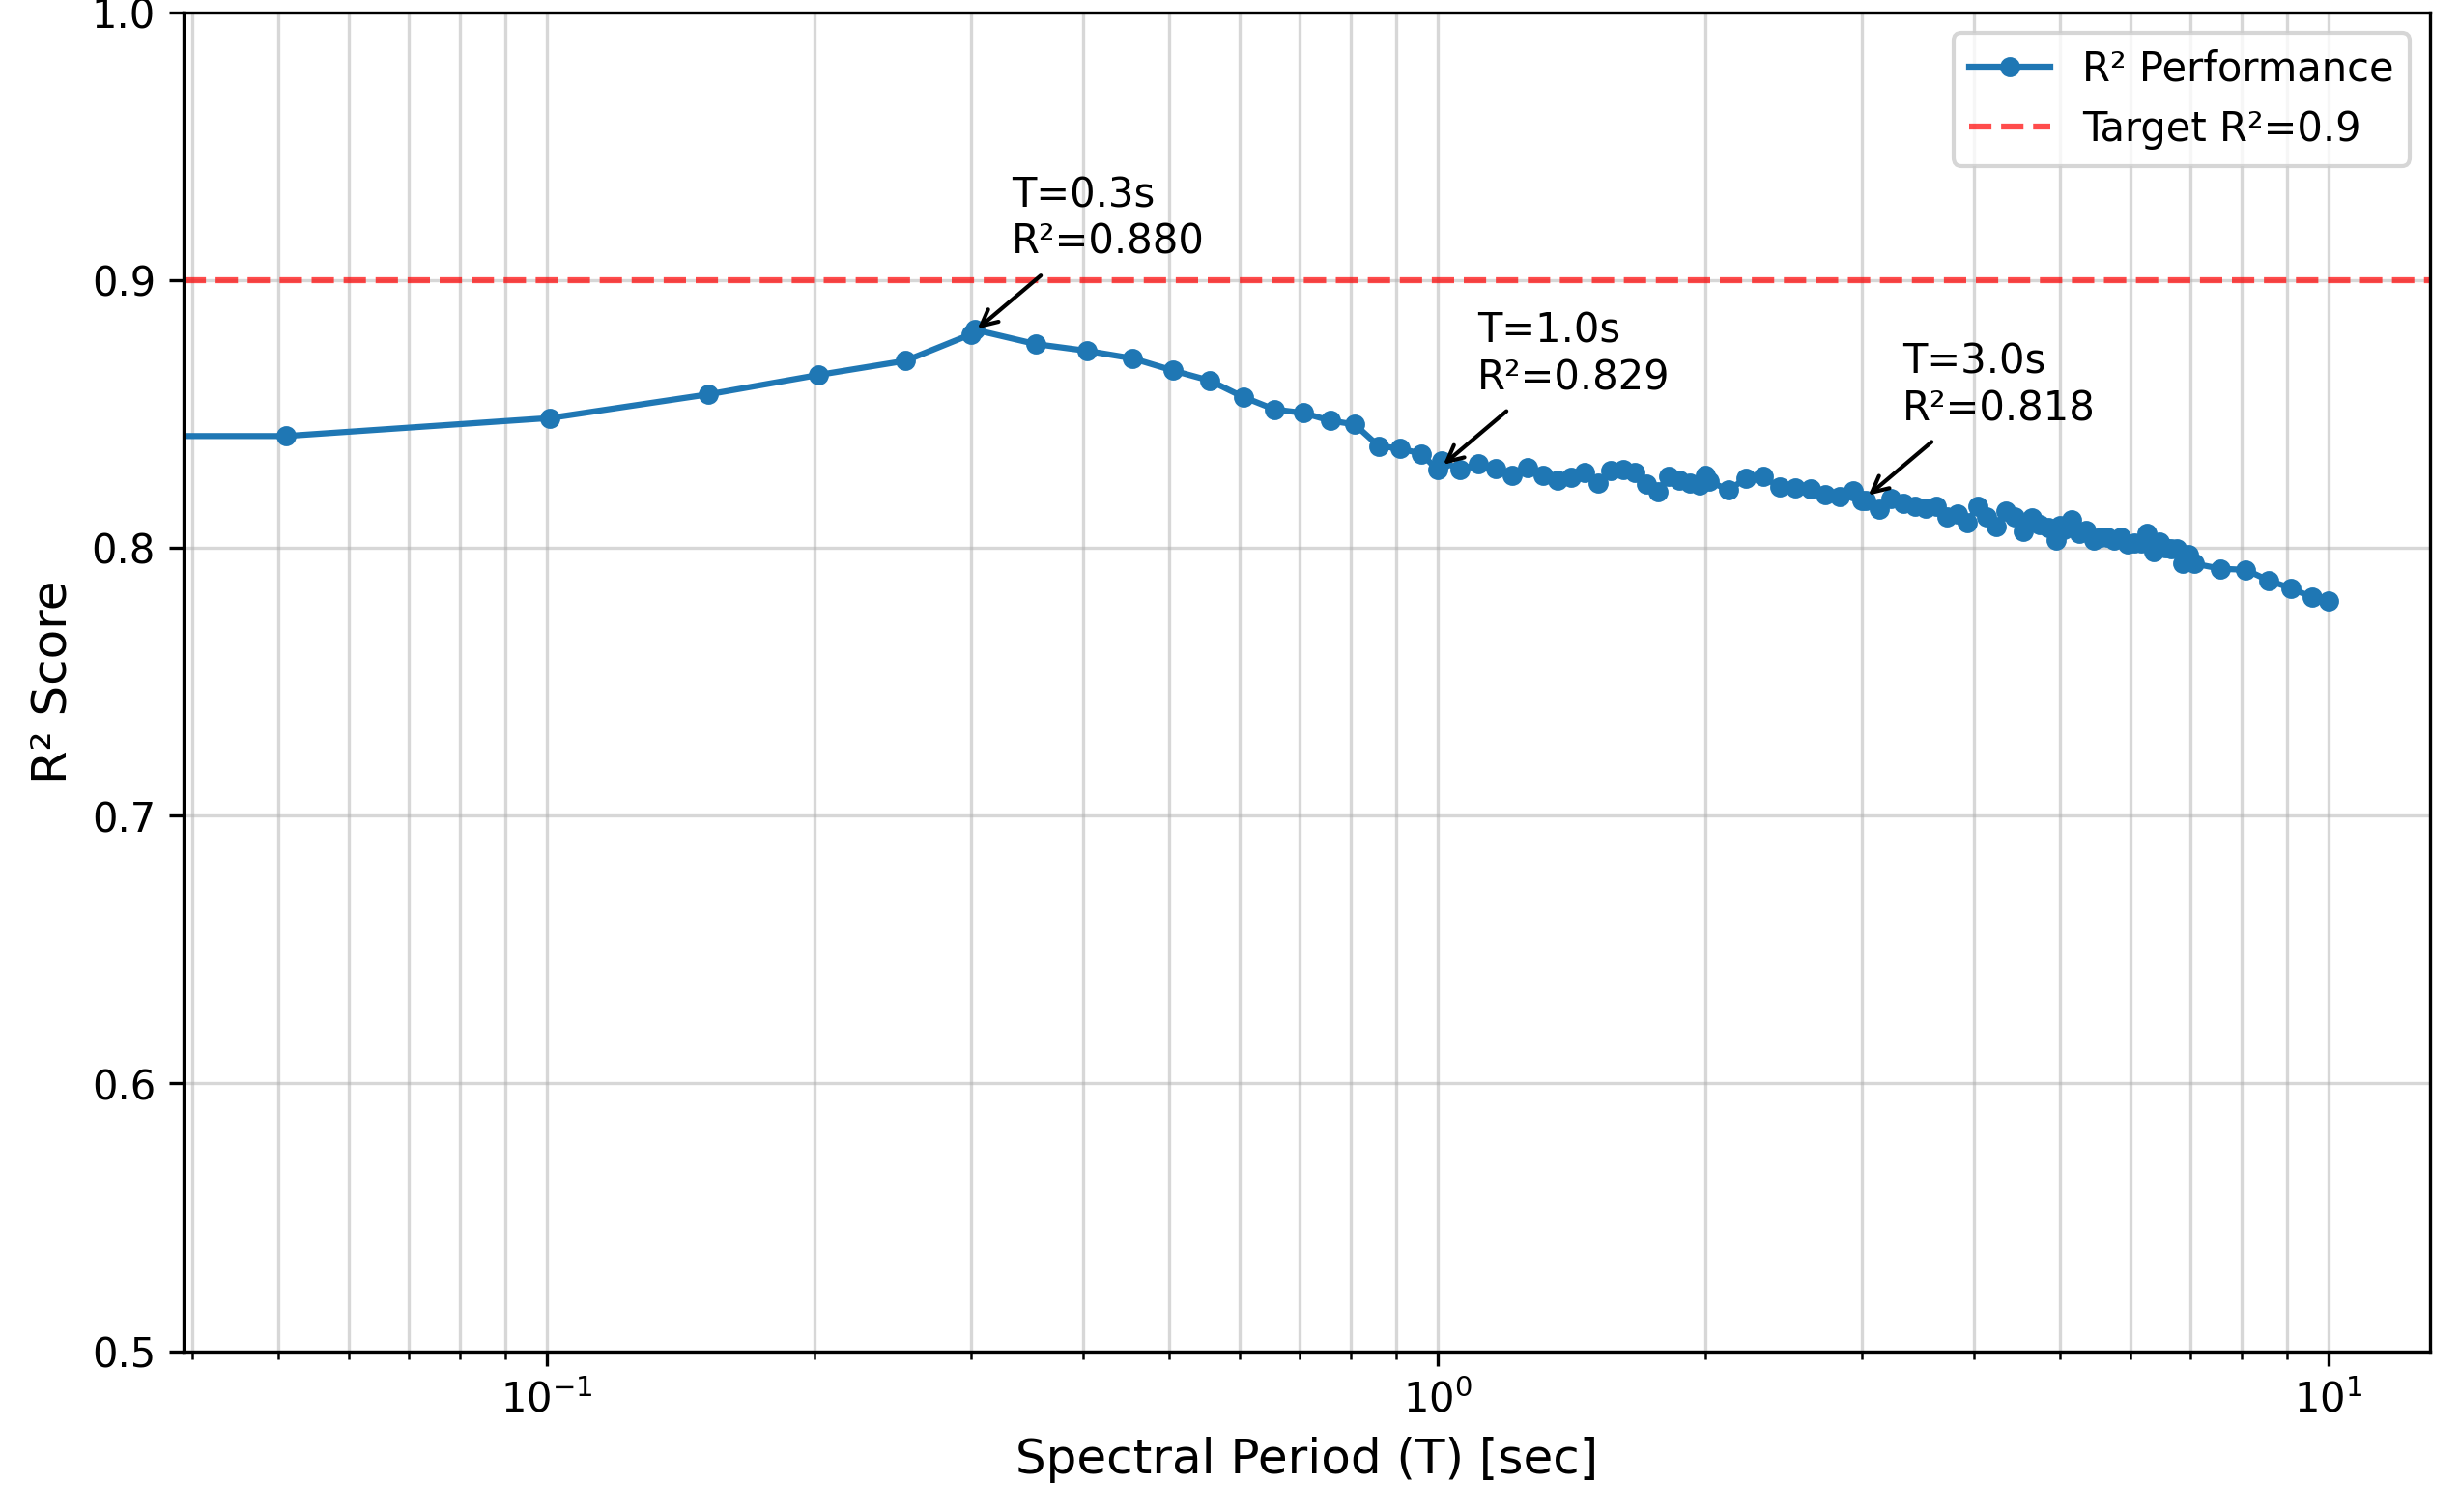 R² Performance
Target R²=0.9
T=0.3s
R²=0.880
T=1.0s
R²=0.829
T=3.0s
R²=0.818
1.0
0.9
0.8
0.7
0.6
0.5
R² Score
10⁻¹
10⁰
10¹
Spectral Period (T) [sec]